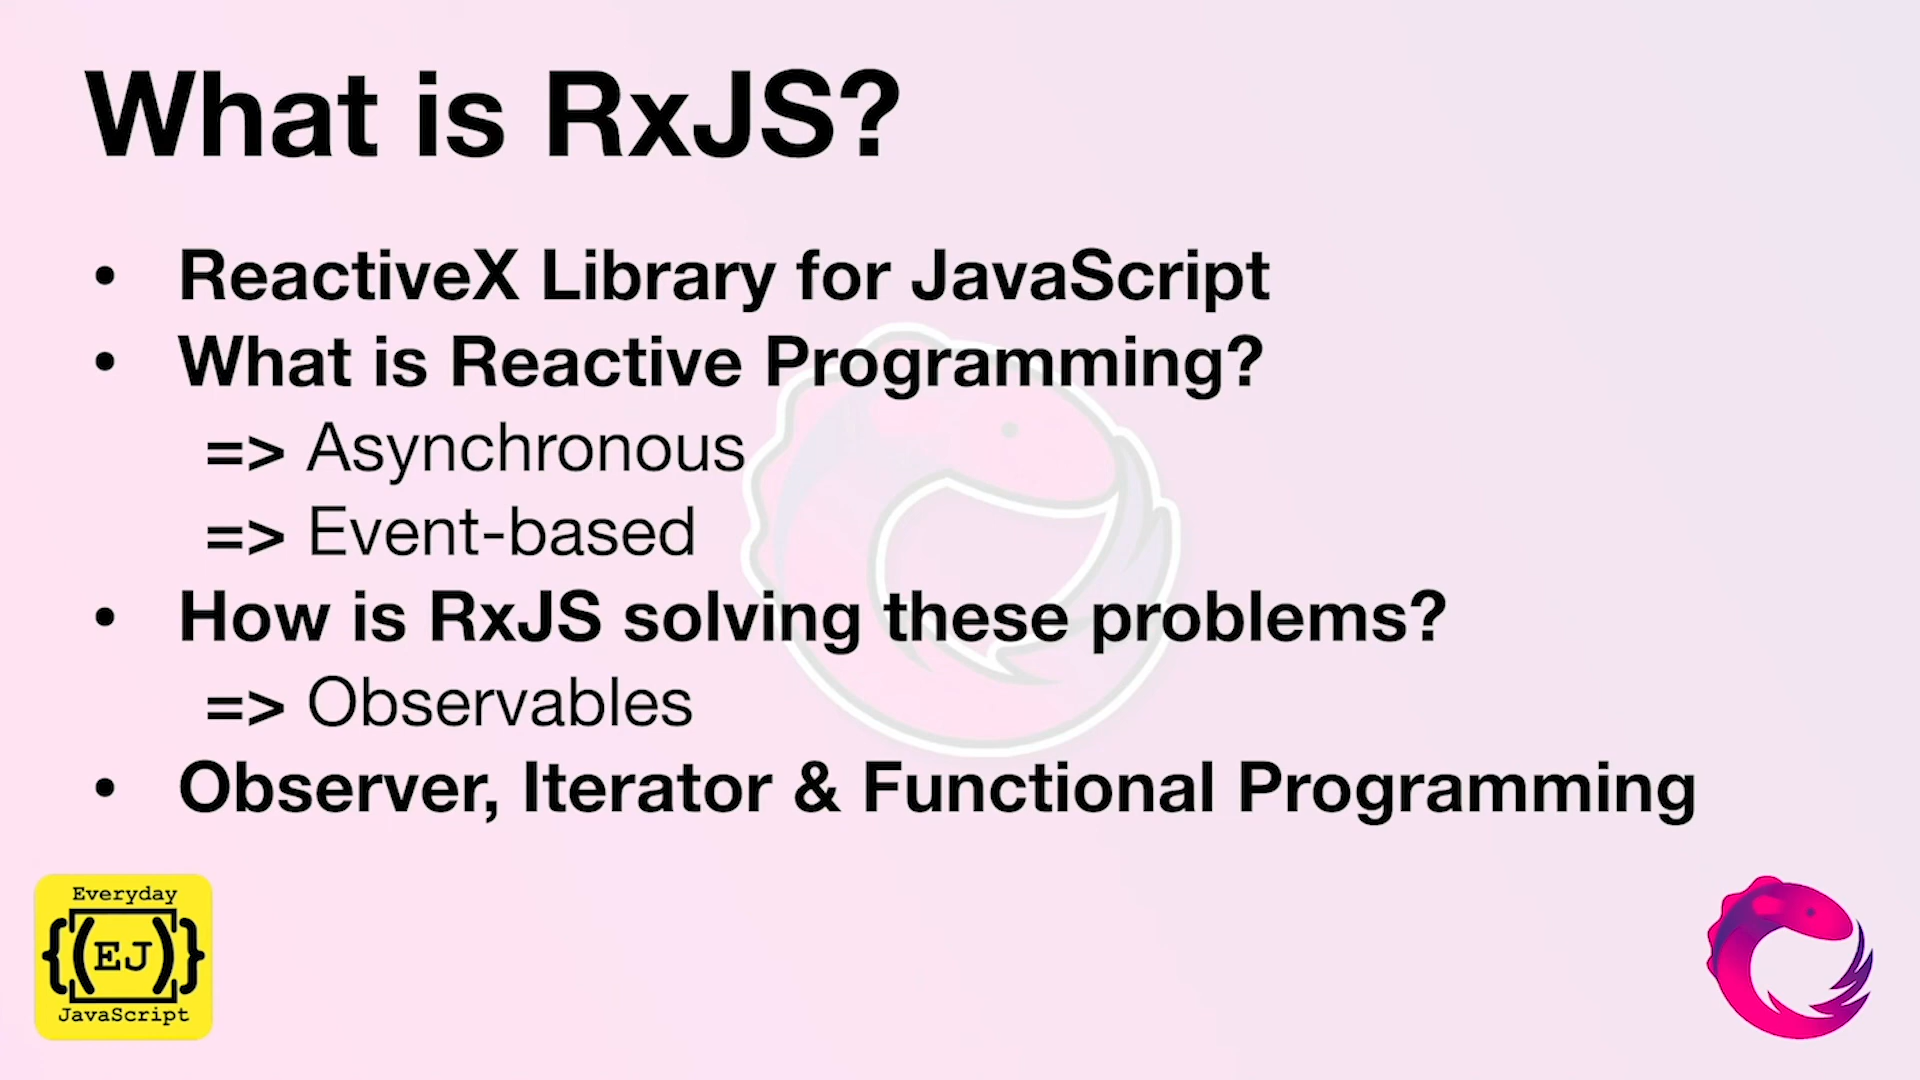 What is RxJS?
• ReactiveX Library for JavaScript
• What is Reactive Programming?
=> Asynchronous
=> Event-based
• How is RxJS solving these problems?
=> Observables
• Observer, Iterator & Functional Programming
Everyday
{[(EJ)]}
JavaScript